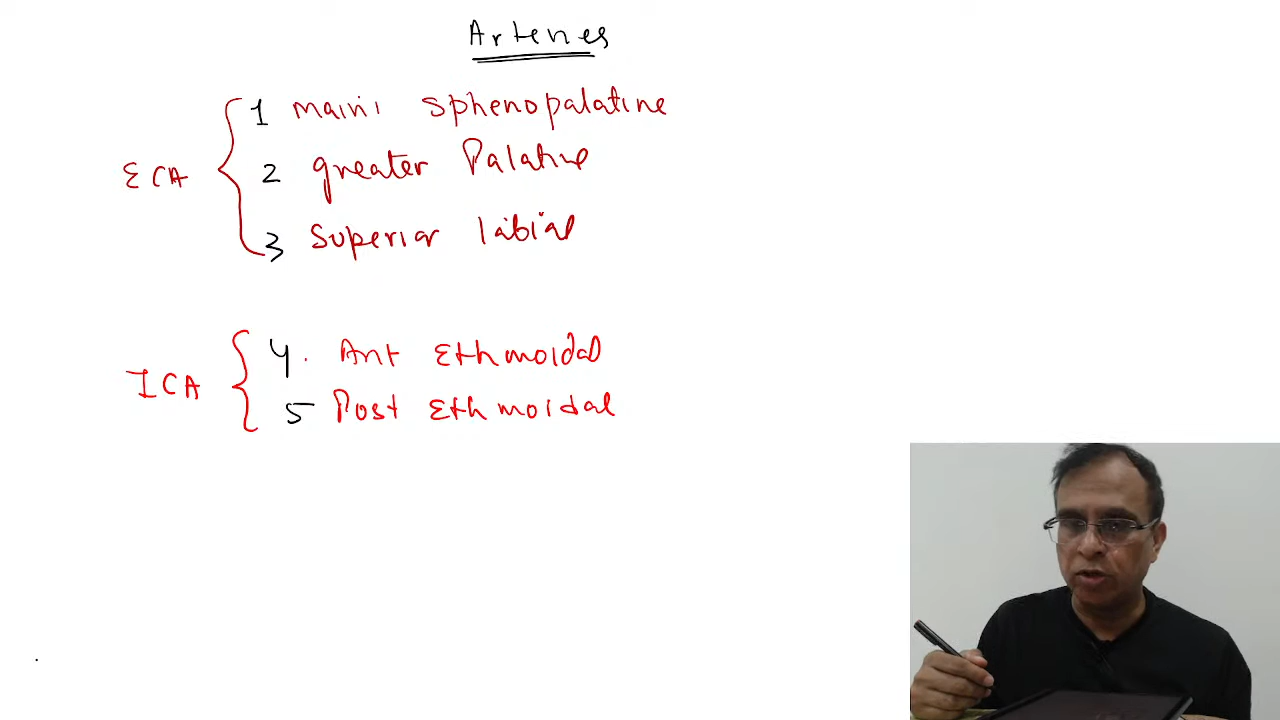 Arteries
ECA
1 main sphenopalatine
2 greater Palatine
3 Superior labial
ICA
4. Ant Ethmoidal
5 Post Ethmoidal